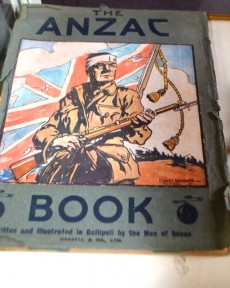 THE
ANZAC
BOOK
Written and Illustrated in Gallipoli by the Men of Anzac
CASSELL & CO., LTD.